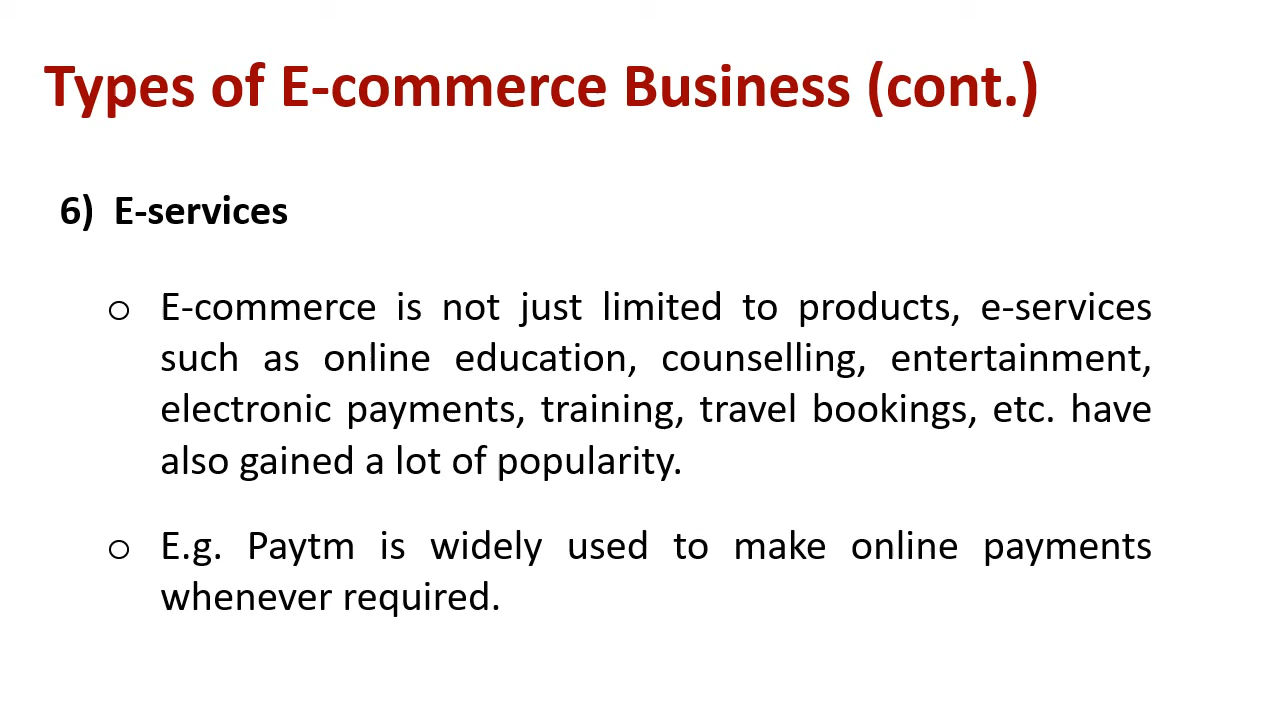 Types of E-commerce Business (cont.)
6) E-services
o E-commerce is not just limited to products, e-services
such as online education, counselling, entertainment,
electronic payments, training, travel bookings, etc. have
also gained a lot of popularity.
o E.g. Paytm is widely used to make online payments
whenever required.